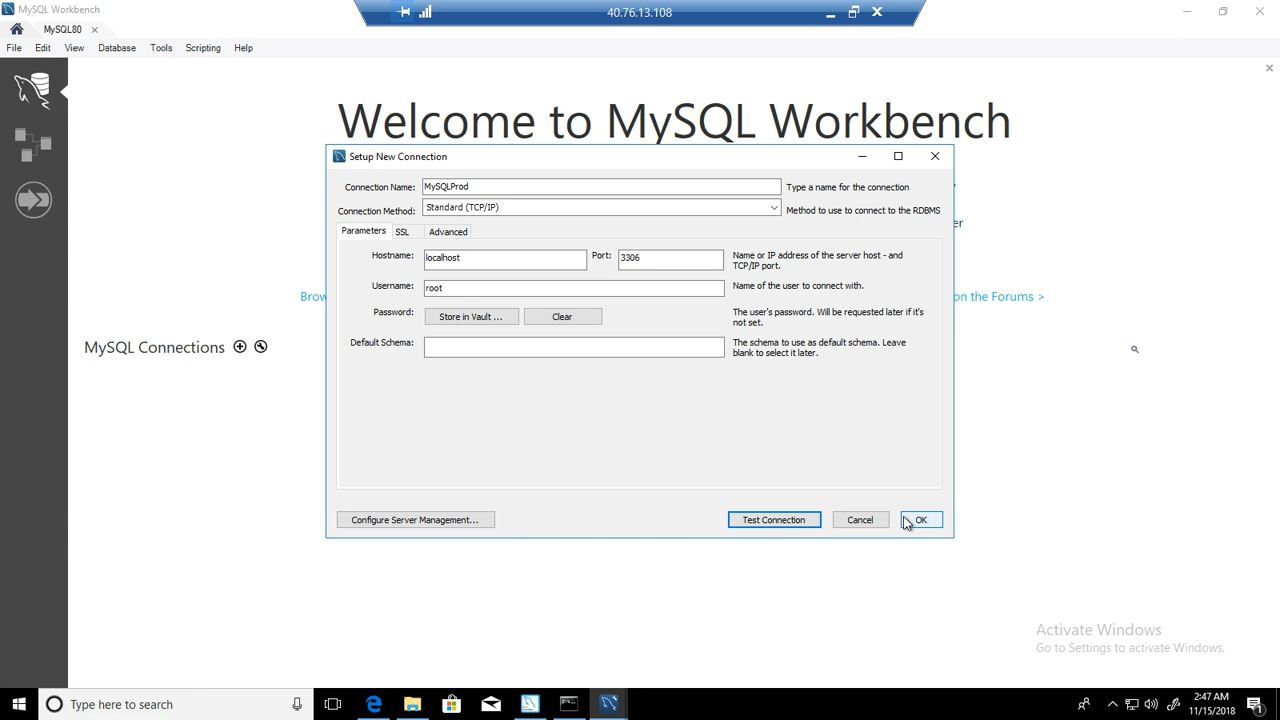 MySQL Workbench
40.76.13.108
MySQL80
File Edit View Database Tools Scripting Help
Welcome to MySQL Workbench
Setup New Connection
Connection Name: MySQLProd Type a name for the connection
Connection Method: Standard (TCP/IP) Method to use to connect to the RDBMS
er
Parameters SSL Advanced
Hostname: localhost Port: 3306 Name or IP address of the server host - and
TCP/IP port.
Username: root Name of the user to connect with.
Brow on the Forums >
Password: Store in Vault ... Clear The user's password. Will be requested later if it's
not set.
Default Schema: The schema to use as default schema. Leave
blank to select it later.
MySQL Connections
Configure Server Management... Test Connection Cancel OK
Activate Windows
Go to Settings to activate Windows.
Type here to search
2:47 AM
11/15/2018
1